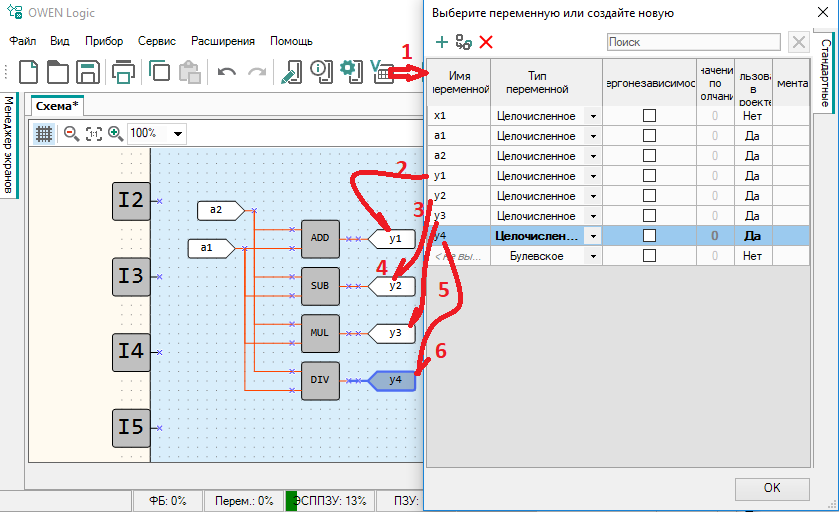 OWEN Logic
Файл Вид Прибор Сервис Расширения Помощь
Менеджер экранов
Схема*
100%
I2
I3
I4
I5
a2
a1
ADD
SUB
MUL
DIV
y1
y2
y3
y4
ФБ: 0% Перем.: 0% ЭСППЗУ: 13% ПЗУ:
1
2
3
4
5
6
Выберите переменную или создайте новую
Поиск
Стандартные
Имя переменной Тип переменной ергонезависимос начени по олчани льзова в роекте мента
x1 Целочисленное 0 Нет
a1 Целочисленное 0 Да
a2 Целочисленное 0 Да
y1 Целочисленное 0 Да
y2 Целочисленное 0 Да
y3 Целочисленное 0 Да
y4 Целочислен... 0 Да
< не вы... Булевское 0 Нет
OK